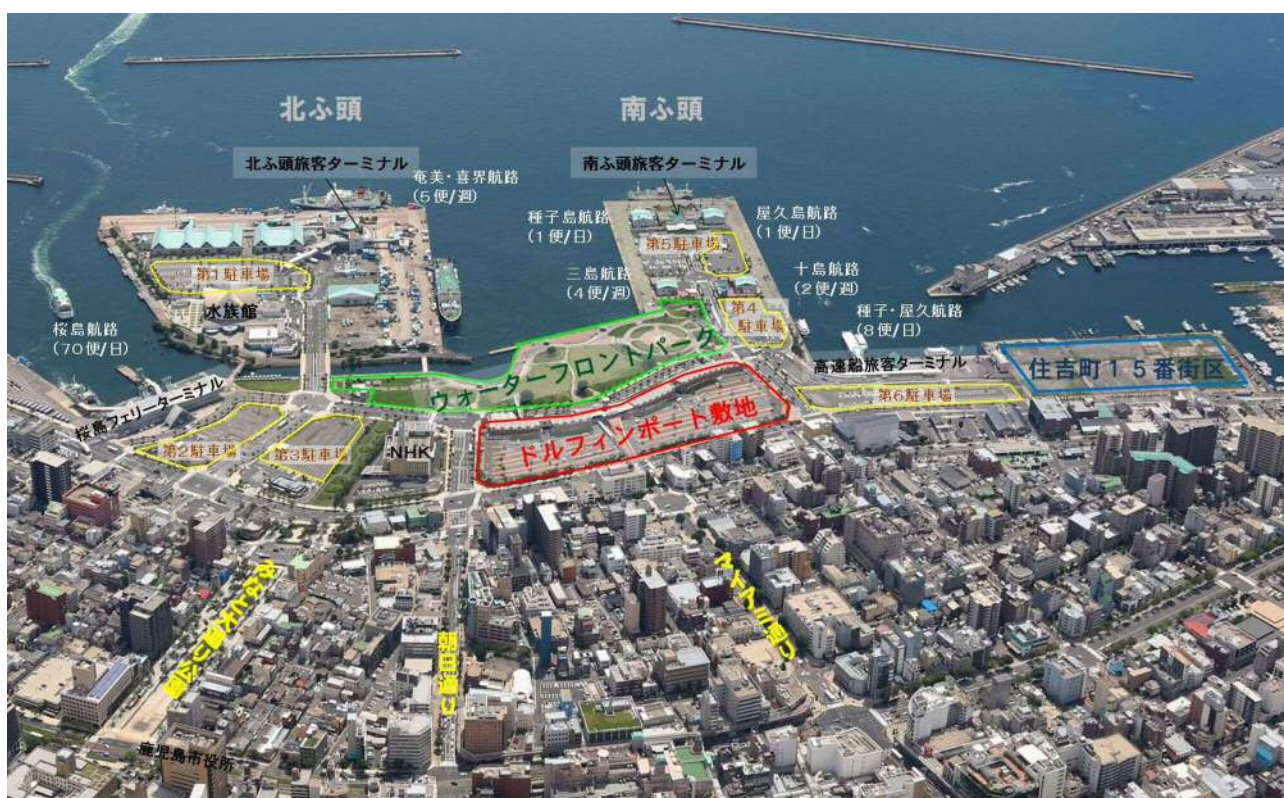 北ふ頭
南ふ頭
北ふ頭旅客ターミナル
南ふ頭旅客ターミナル
奄美・喜界航路
(5便/週)
種子島航路
(1便/日)
屋久島航路
(1便/日)
第5駐車場
第1駐車場
三島航路
(4便/週)
十島航路
(2便/週)
水族館
第4
駐車場
桜島航路
(70便/日)
種子・屋久航路
(8便/日)
高速船旅客ターミナル
住吉町15番街区
ウォーターフロントパーク
桜島フェリーターミナル
第6駐車場
ドルフィンポート敷地
第2駐車場
第3駐車場
NHK
みなと大通り公園
朝日通り
マイアミ通り
鹿児島市役所